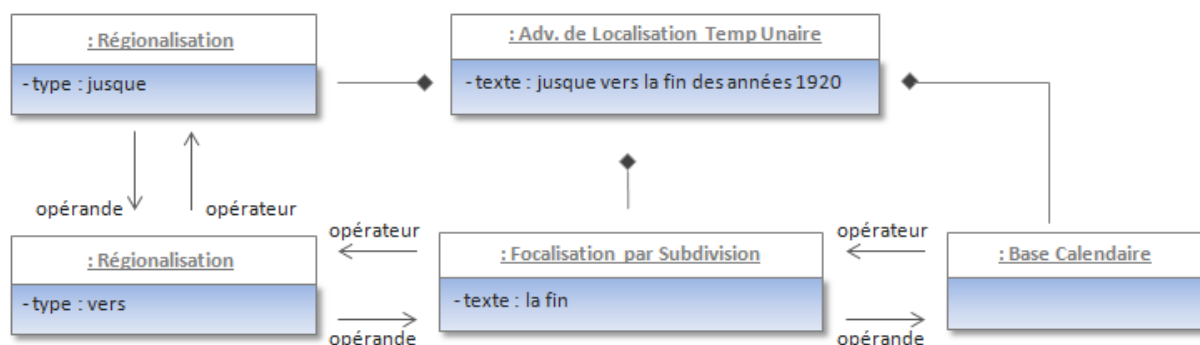 : Régionalisation
- type : jusque
: Adv. de Localisation Temp Unaire
- texte : jusque vers la fin des années 1920
opérande
opérateur
: Régionalisation
- type : vers
opérateur
opérande
: Focalisation par Subdivision
- texte : la fin
opérateur
opérande
: Base Calendaire